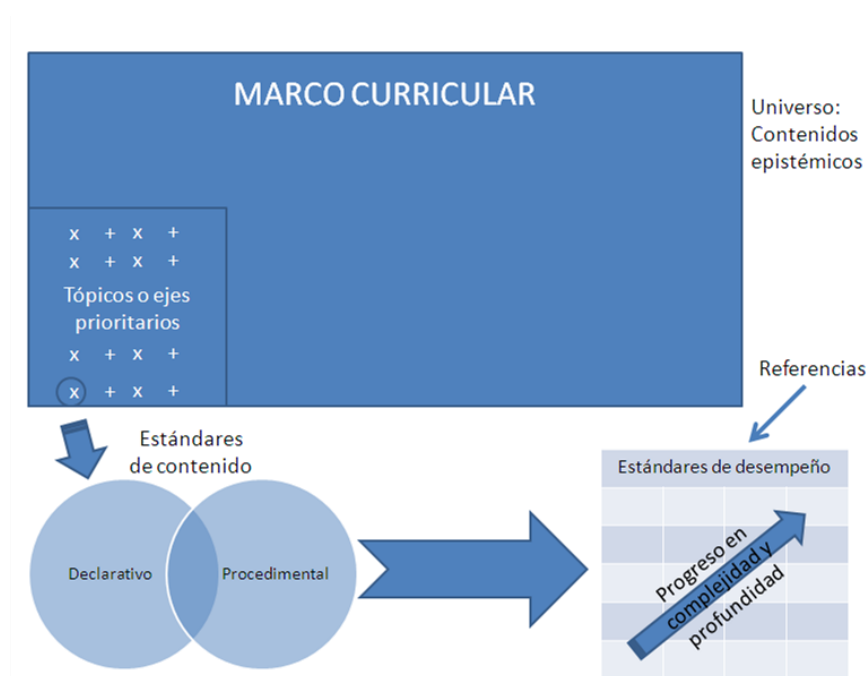 MARCO CURRICULAR
Universo:
Contenidos
epistémicos
x + x +
x + x +
Tópicos o ejes
prioritarios
x + x +
x + x +
Referencias
Estándares
de contenido
Estándares de desempeño
Declarativo
Procedimental
Progreso en
complejidad y
profundidad